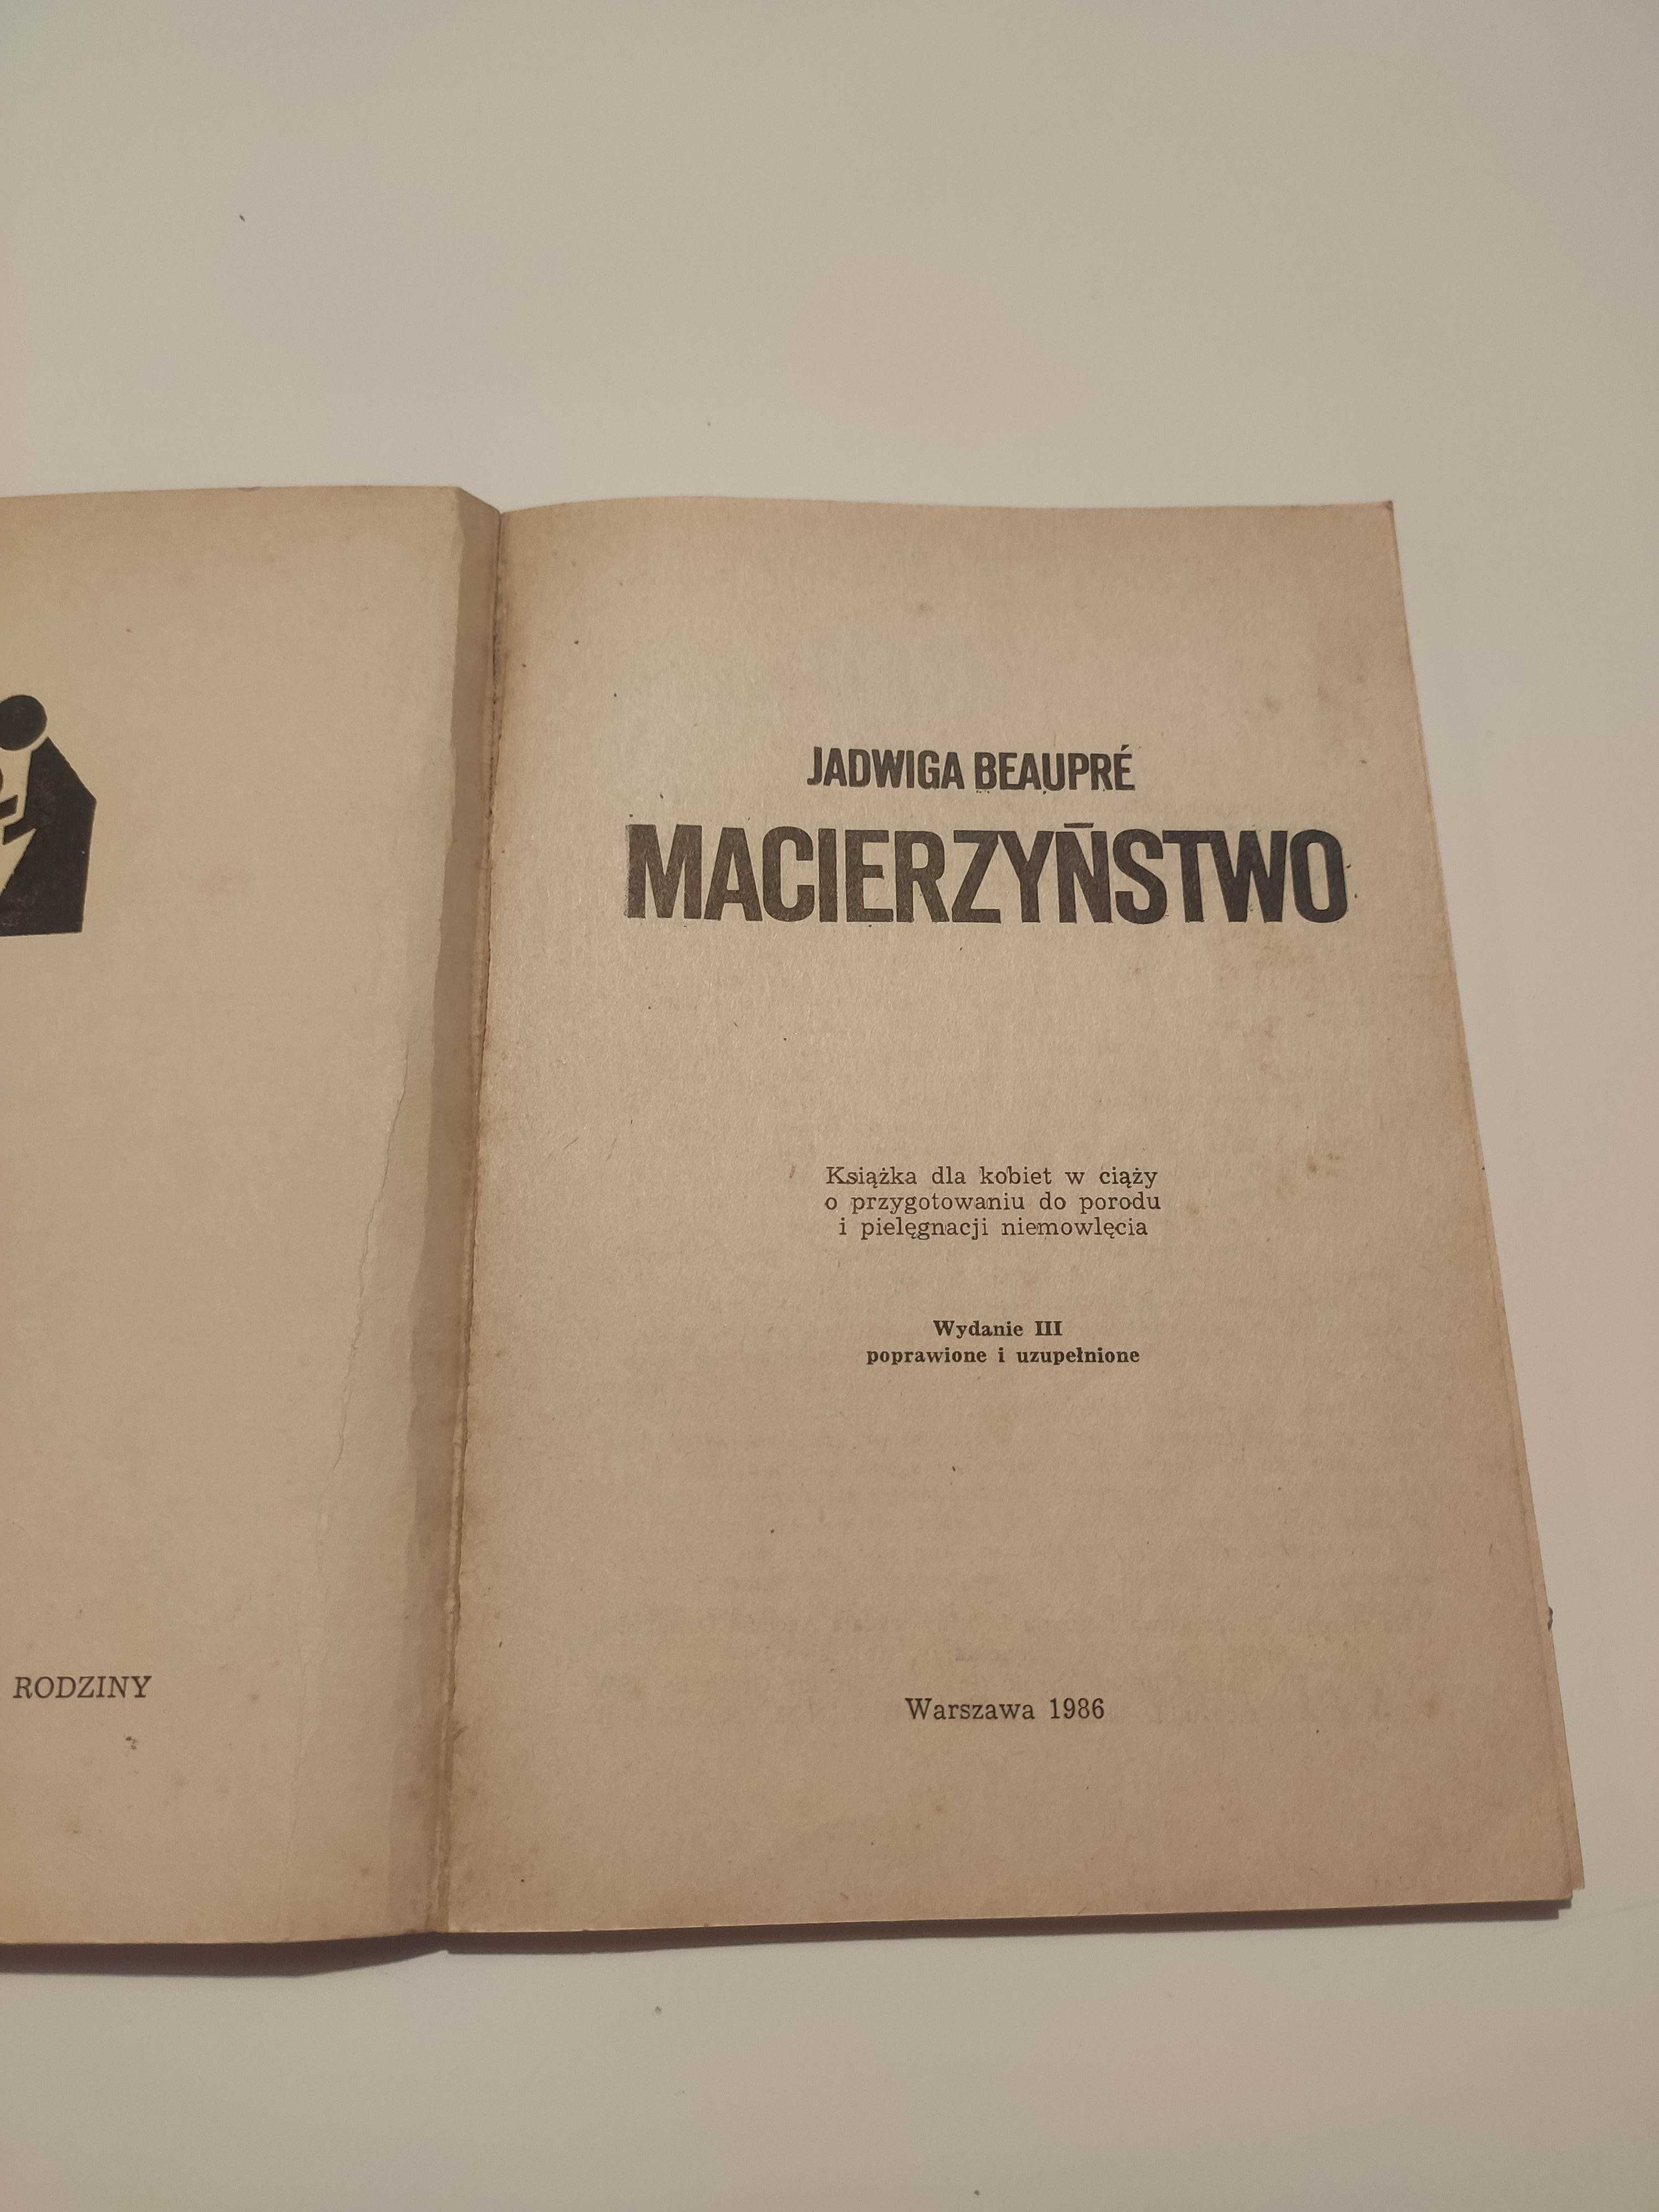 RODZINY
JADWIGA BEAUPRÉ
MACIERZYŃSTWO
Książka dla kobiet w ciąży
o przygotowaniu do porodu
i pielęgnacji niemowlęcia
Wydanie III
poprawione i uzupełnione
Warszawa 1986